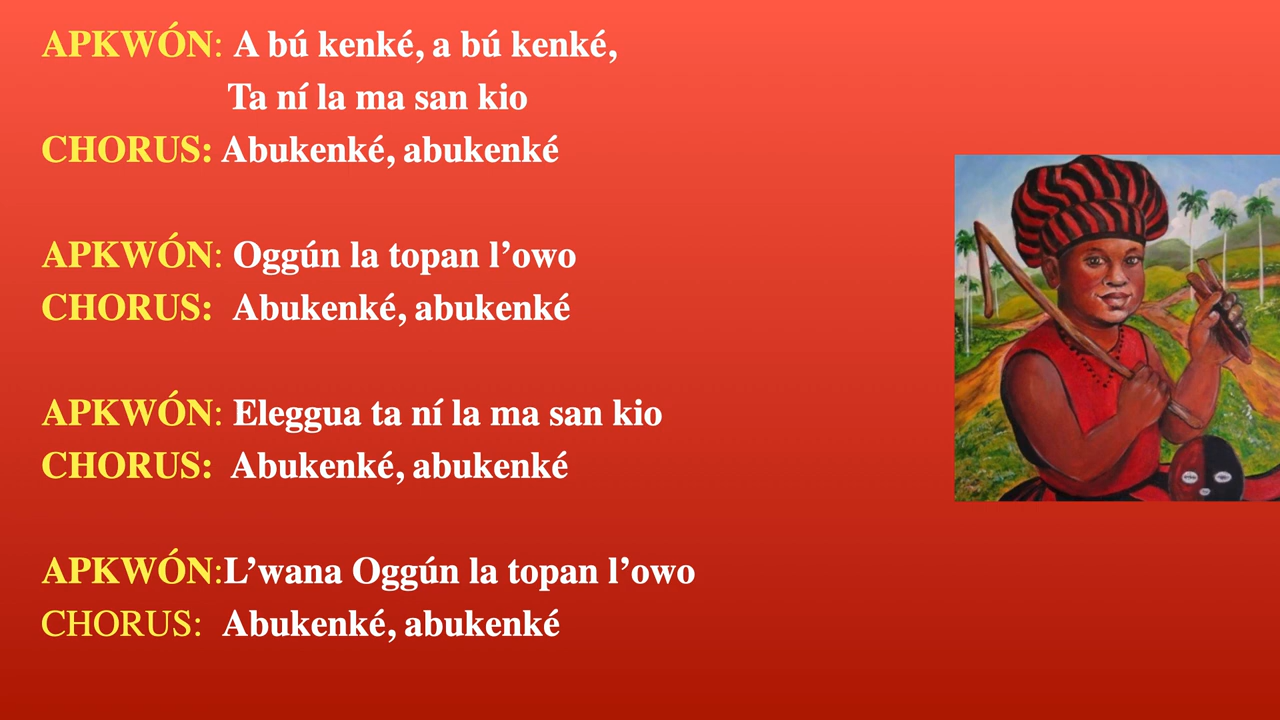 APKWÓN: A bú kenké, a bú kenké,
Ta ní la ma san kio
CHORUS: Abukenké, abukenké
APKWÓN: Oggún la topan l’owo
CHORUS: Abukenké, abukenké
APKWÓN: Eleggua ta ní la ma san kio
CHORUS: Abukenké, abukenké
APKWÓN:L’wana Oggún la topan l’owo
CHORUS: Abukenké, abukenké